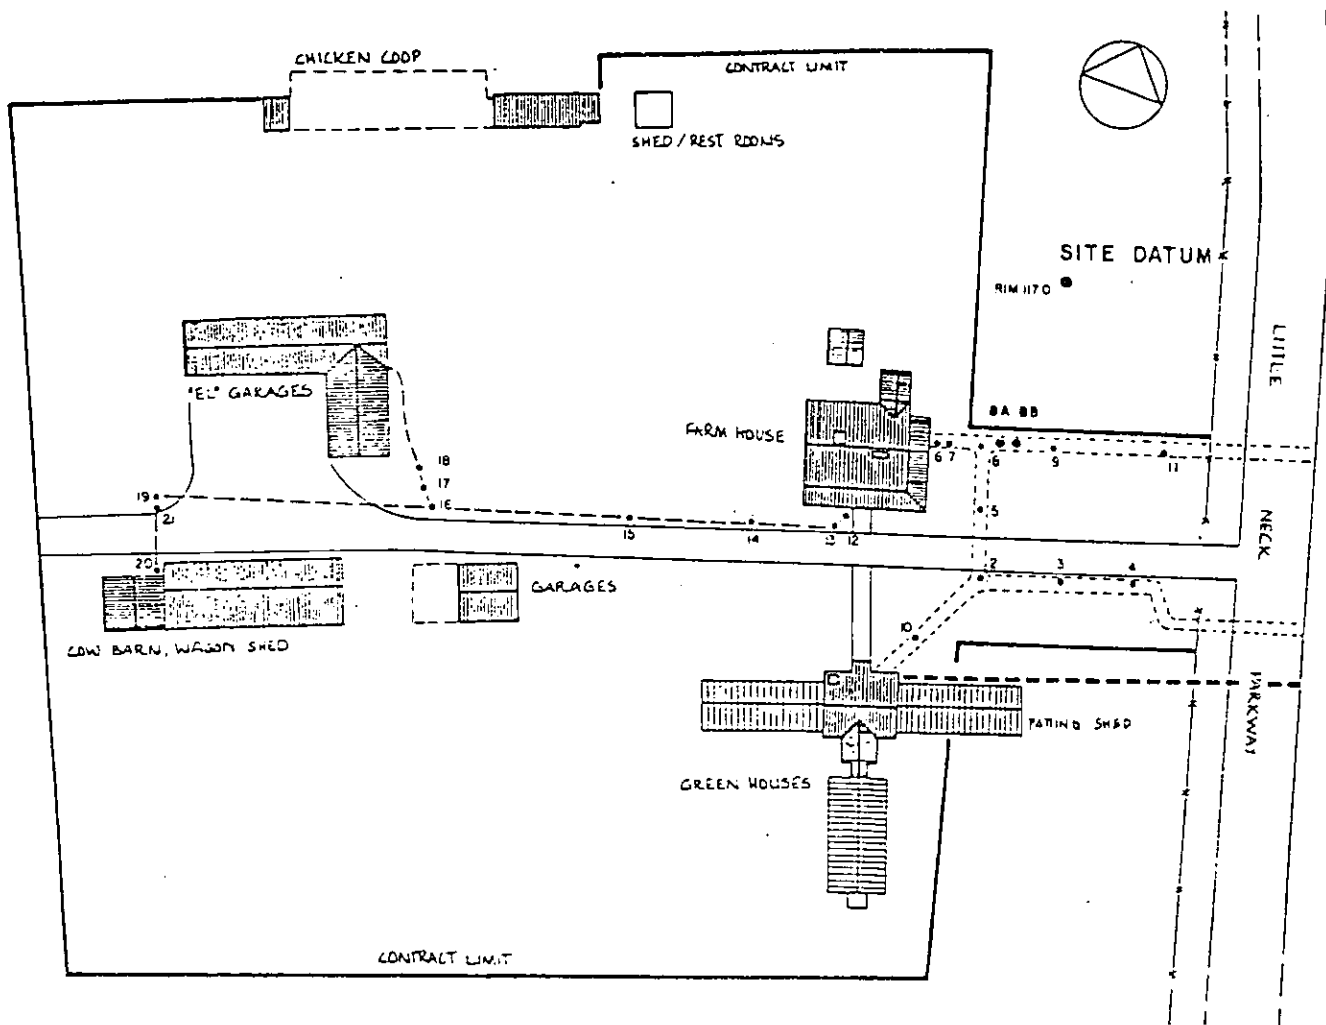 CHICKEN COOP
CONTRACT LIMIT
SHED / REST ROOMS
SITE DATUM
RIM 117 0
LITTLE
"EL" GARAGES
FARM HOUSE
8A 8B
6 7 8 9 11
18
17
19 16
21 5
15 14 13 12
NECK
20
2 3 4
GARAGES
10
COW BARN, WAGON SHED
PARKWAY
POTTING SHED
GREEN HOUSES
CONTRACT LIMIT